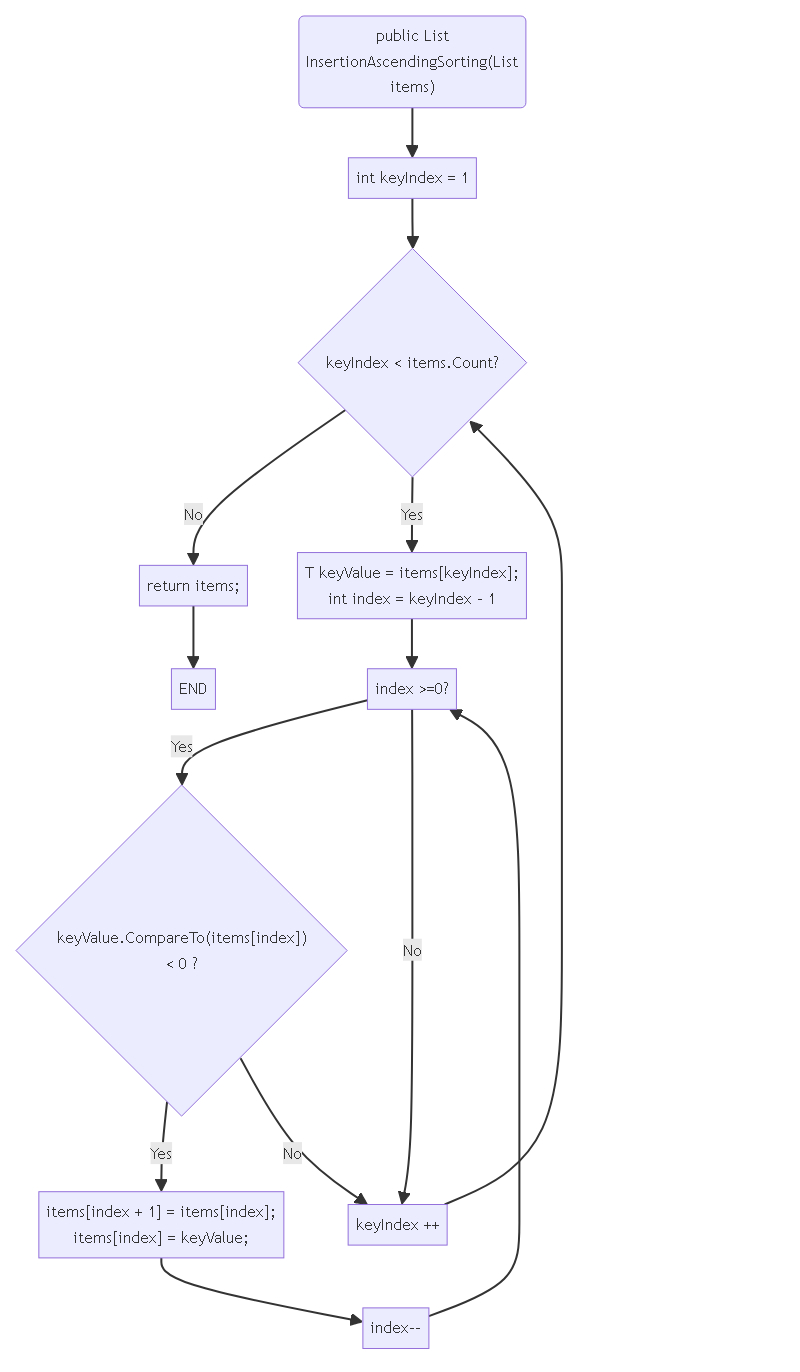 public List
InsertionAscendingSorting(List
items)
int keyIndex = 1
keyIndex < items.Count?
No
Yes
return items;
T keyValue = items[keyIndex];
int index = keyIndex - 1
END
index >=0?
Yes
keyValue.CompareTo(items[index])
< 0 ?
No
Yes
No
items[index + 1] = items[index];
items[index] = keyValue;
keyIndex ++
index--